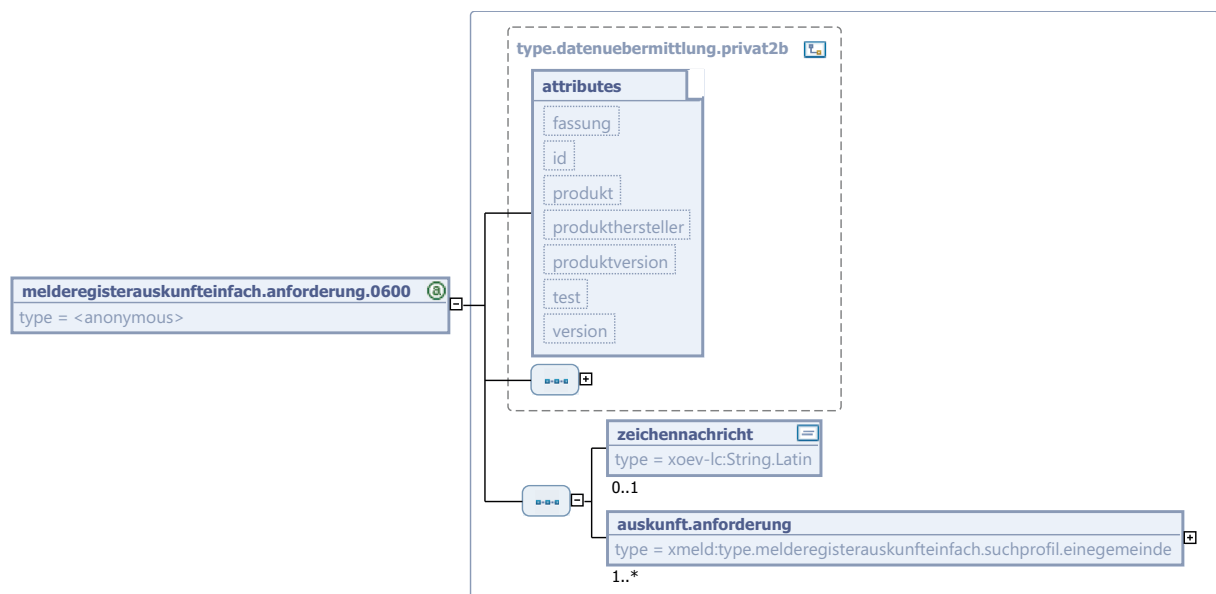 type.datenuebermittlung.privat2b
attributes
fassung
id
produkt
produkthersteller
produktversion
test
version
melderegisterauskunfteinfach.anforderung.0600
type = <anonymous>
zeichennachricht
type = xoev-lc:String.Latin
0..1
auskunft.anforderung
type = xmeld:type.melderegisterauskunfteinfach.suchprofil.einegemeinde
1..*